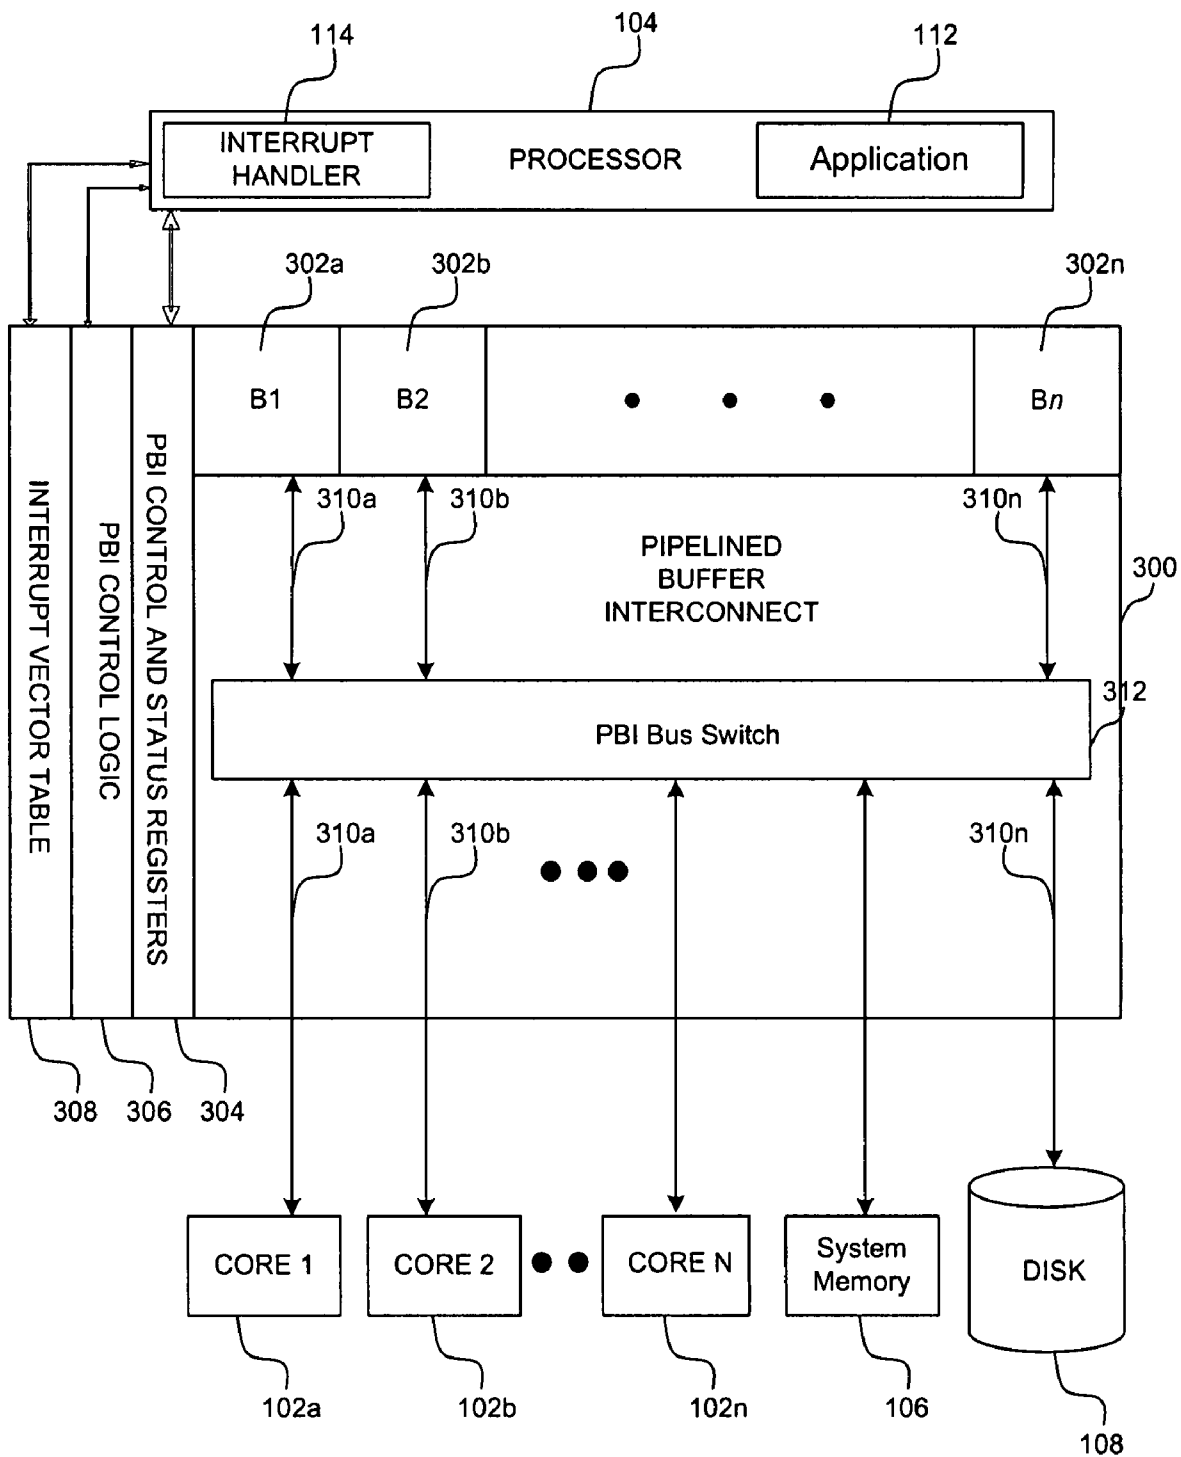 114
104
112
INTERRUPT
HANDLER
PROCESSOR
Application
302a
302b
302n
B1
B2
Bn
INTERRUPT VECTOR TABLE
PBI CONTROL LOGIC
PBI CONTROL AND STATUS REGISTERS
310a
310b
310n
PIPELINED
BUFFER
INTERCONNECT
300
312
PBI Bus Switch
310a
310b
310n
308
306
304
CORE 1
CORE 2
CORE N
System
Memory
DISK
102a
102b
102n
106
108